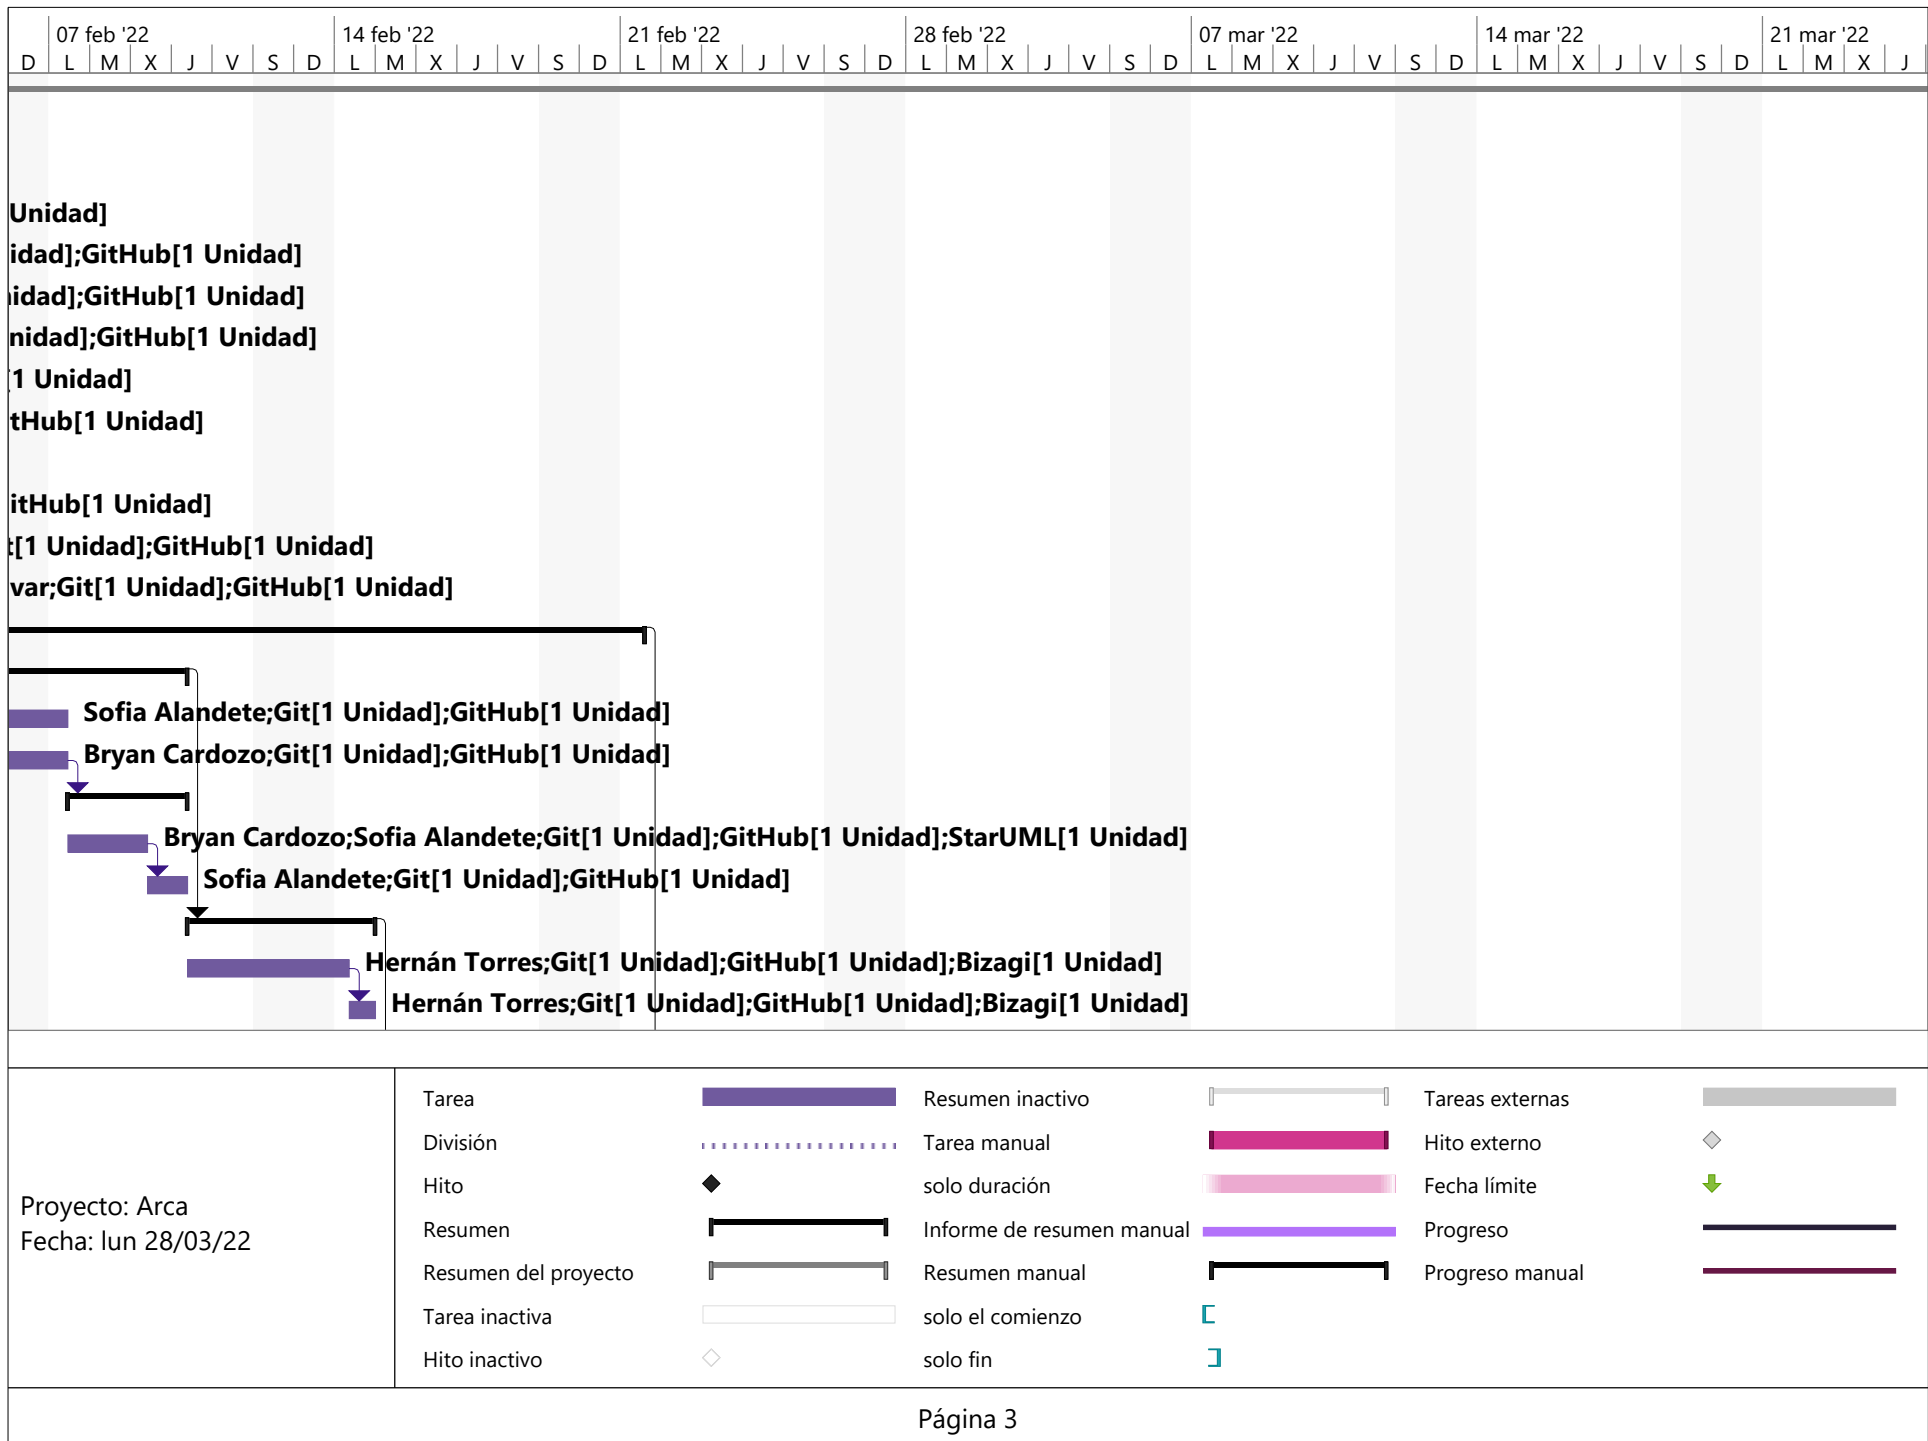 07 feb '22 14 feb '22 21 feb '22 28 feb '22 07 mar '22 14 mar '22 21 mar '22
D L M X J V S D L M X J V S D L M X J V S D L M X J V S D L M X J V S D L M X J V S D L M X J
Unidad]
idad];GitHub[1 Unidad]
idad];GitHub[1 Unidad]
nidad];GitHub[1 Unidad]
[1 Unidad]
tHub[1 Unidad]
itHub[1 Unidad]
t[1 Unidad];GitHub[1 Unidad]
var;Git[1 Unidad];GitHub[1 Unidad]
Sofia Alandete;Git[1 Unidad];GitHub[1 Unidad]
Bryan Cardozo;Git[1 Unidad];GitHub[1 Unidad]
Bryan Cardozo;Sofia Alandete;Git[1 Unidad];GitHub[1 Unidad];StarUML[1 Unidad]
Sofia Alandete;Git[1 Unidad];GitHub[1 Unidad]
Hernán Torres;Git[1 Unidad];GitHub[1 Unidad];Bizagi[1 Unidad]
Hernán Torres;Git[1 Unidad];GitHub[1 Unidad];Bizagi[1 Unidad]
Proyecto: Arca
Fecha: lun 28/03/22
Tarea
División
Hito
Resumen
Resumen del proyecto
Tarea inactiva
Hito inactivo
Resumen inactivo
Tarea manual
solo duración
Informe de resumen manual
Resumen manual
solo el comienzo
solo fin
Tareas externas
Hito externo
Fecha límite
Progreso
Progreso manual
Página 3